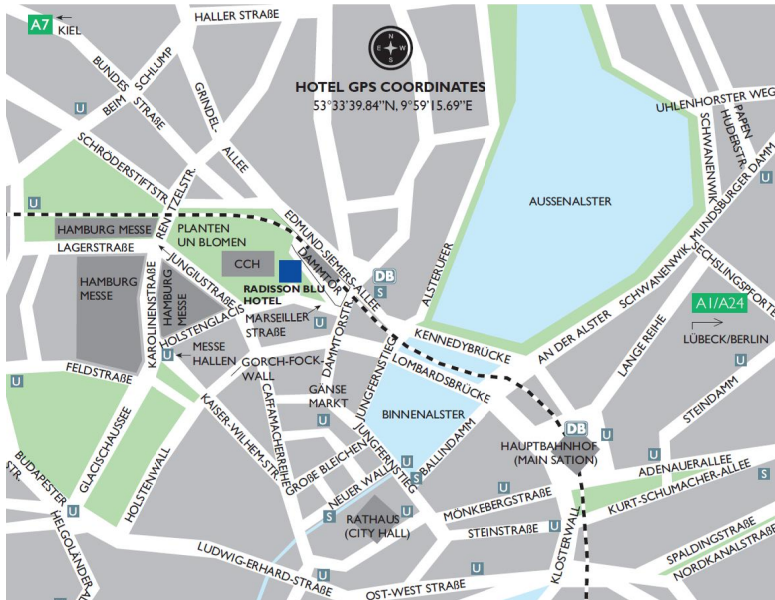 A7
KIEL
HALLER STRAßE
N
E
W
S
HOTEL GPS COORDINATES
53°33'39.84"N, 9°59'15.69"E
BUNDES
STRAßE
BEIM
SCHLUMP
GRINDEL-
ALLEE
UHLENHORSTER WEG
PAPEN
HUDERSTR.
SCHWANENWIK
MUNDSBURGER DAMM
U
U
SCHRÖDERSTIFTSTR.
RENTZELSTR.
AUSSENALSTER
U
HAMBURG MESSE
PLANTEN
UN BLOMEN
EDMUND-SIEMERS-ALLEE
DAMMTOR
LAGERSTRAßE
JUNGIUSTRAßE
CCH
DB
S
ALSTERUFER
SCHWANENWIK
SECHSLINGSPFORTE
HAMBURG
MESSE
KAROLINENSTRAßE
HAMBURG
MESSE
RADISSON BLU
HOTEL
A1/A24
LÜBECK/BERLIN
HOLSTENGLACIS
MARSEILLER
STRAßE
U
DAMMTORSTR.
KENNEDYBRÜCKE
AN DER ALSTER
LANGE REIHE
U
MESSE
HALLEN
GORCH-FOCK-
WALL
JUNGFERNSTIEG
LOMBARDSBRÜCKE
STEINDAMM
FELDSTRAßE
U
GÄNSE
MARKT
U
CAFFAMACHERREIHE
BINNENALSTER
DB
U
U
HAUPTBAHNHOF
(MAIN SATION)
GLACISCHAUSSEE
KAISER-WILHEM-STR.
JUNGFERNSTIEG
BALLINDAMM
HOLSTENWALL
GROßE BLEICHEN
NEUER WALL
U
S
U
ADENAUERALLEE
KURT-SCHUMACHER-ALLEE
S
BUDAPESTER
STR.
MÖNKEBERGSTRAßE
U
S
RATHAUS
(CITY HALL)
U
STEINSTRAßE
U
HELGOLÄNDER AL
LUDWIG-ERHARD-STRAßE
KLOSTERWALL
SPALDINGSTRAßE
NORDKANALSTRAßE
U
S
U
OST-WEST STRAßE